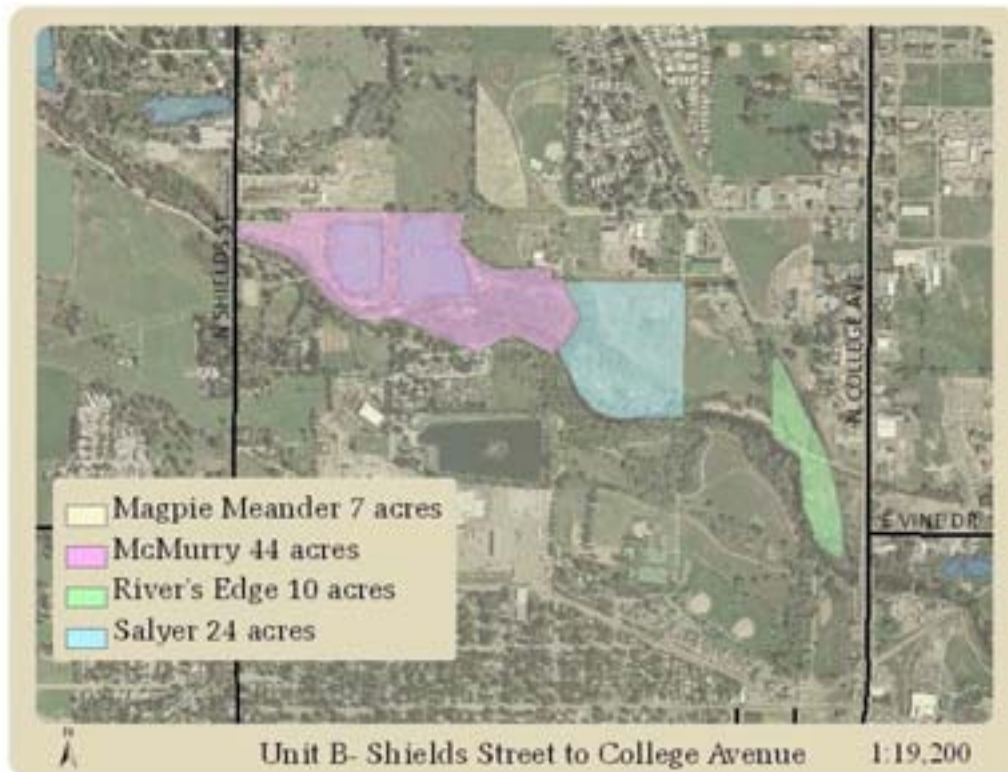 N SHIELDS ST
N COLLEGE AVE
E VINE DR
Magpie Meander 7 acres
McMurry 44 acres
River's Edge 10 acres
Salyer 24 acres
N
Unit B- Shields Street to College Avenue
1:19,200